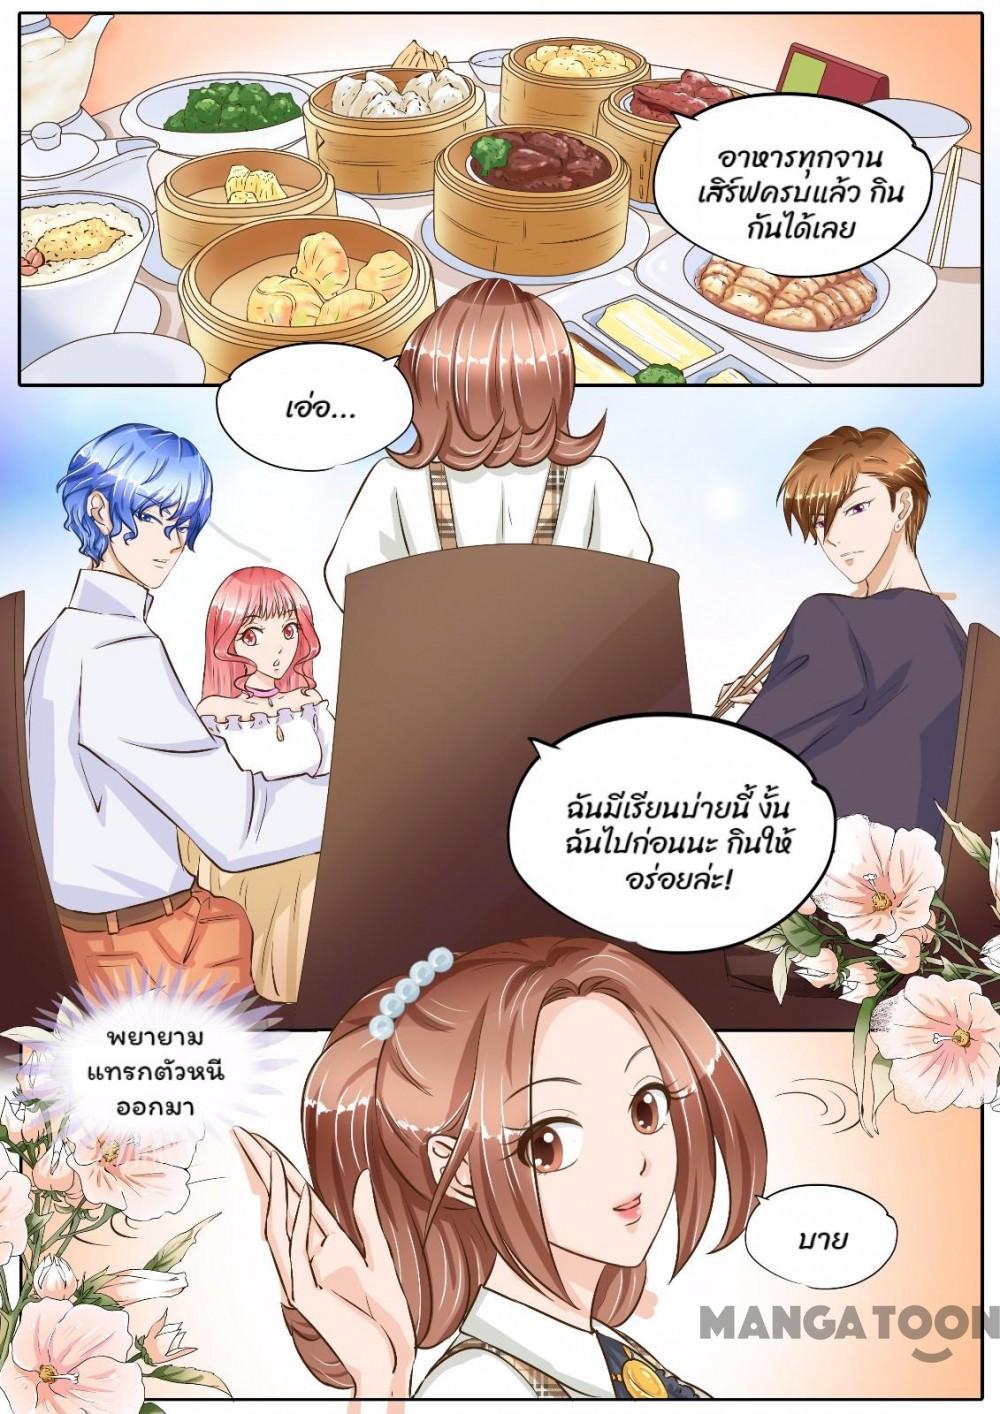 อาหารทุกจาน
เสิร์ฟครบแล้ว กิน
กันได้เลย
เอ่อ...
ฉันมีเรียนบ่ายนี้ งั้น
ฉันไปก่อนนะ กินให้
อร่อยล่ะ!
พยายาม
แทรกตัวหนี
ออกมา
บาย
MANGATOON